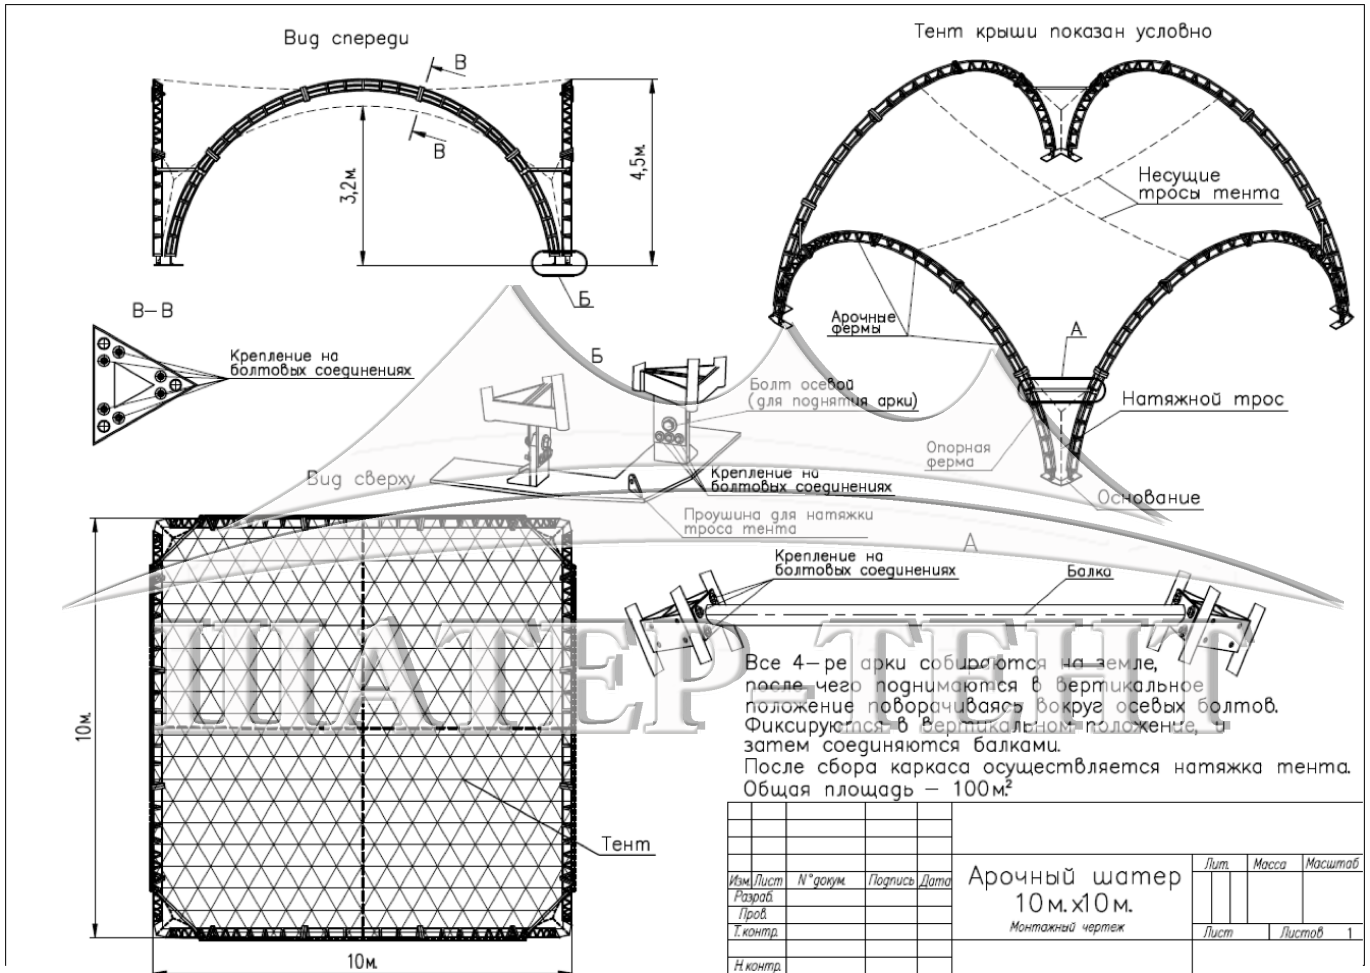 Вид спереди
Тент крыши показан условно
В
В
3,2м.
4,5м.
Б
Несущие
тросы тента
В–В
Крепление на
болтовых соединениях
Арочные
фермы
А
Б
Болт осевой
(для поднятия арки)
Натяжной трос
Опорная
ферма
Вид сверху
Крепление на
болтовых соединениях
Основание
Проушина для натяжки
троса тента
А
Крепление на
болтовых соединениях
Балка
ШАТЕР-ТЕНТ
Все 4–ре арки собираются на земле,
после чего поднимаются в вертикальное
положение поворачиваясь вокруг осевых болтов.
Фиксируются в вертикальном положение, а
затем соединяются балками.
После сбора каркаса осуществляется натяжка тента.
Общая площадь – 100м²
10м.
Тент
10м.
Изм. Лист N°докум. Подпись Дата
Разраб.
Пров.
Т.контр.
Н.контр.
Арочный шатер
10м.х10м.
Монтажный чертеж
Лит. Масса Масштаб
Лист Листов 1